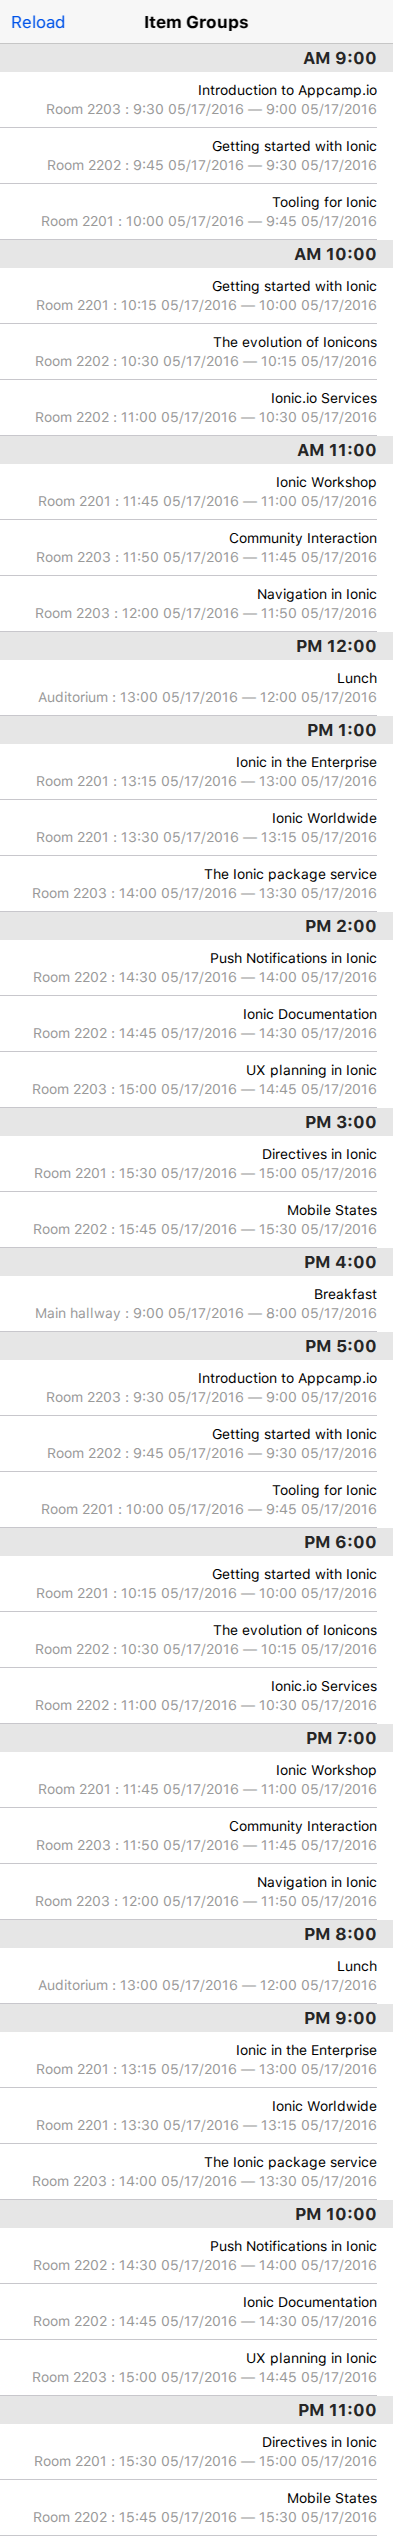 Reload
Item Groups
AM 9:00
Introduction to Appcamp.io
Room 2203 : 9:30 05/17/2016 — 9:00 05/17/2016
Getting started with Ionic
Room 2202 : 9:45 05/17/2016 — 9:30 05/17/2016
Tooling for Ionic
Room 2201 : 10:00 05/17/2016 — 9:45 05/17/2016
AM 10:00
Getting started with Ionic
Room 2201 : 10:15 05/17/2016 — 10:00 05/17/2016
The evolution of Ionicons
Room 2202 : 10:30 05/17/2016 — 10:15 05/17/2016
Ionic.io Services
Room 2202 : 11:00 05/17/2016 — 10:30 05/17/2016
AM 11:00
Ionic Workshop
Room 2201 : 11:45 05/17/2016 — 11:00 05/17/2016
Community Interaction
Room 2203 : 11:50 05/17/2016 — 11:45 05/17/2016
Navigation in Ionic
Room 2203 : 12:00 05/17/2016 — 11:50 05/17/2016
PM 12:00
Lunch
Auditorium : 13:00 05/17/2016 — 12:00 05/17/2016
PM 1:00
Ionic in the Enterprise
Room 2201 : 13:15 05/17/2016 — 13:00 05/17/2016
Ionic Worldwide
Room 2201 : 13:30 05/17/2016 — 13:15 05/17/2016
The Ionic package service
Room 2203 : 14:00 05/17/2016 — 13:30 05/17/2016
PM 2:00
Push Notifications in Ionic
Room 2202 : 14:30 05/17/2016 — 14:00 05/17/2016
Ionic Documentation
Room 2202 : 14:45 05/17/2016 — 14:30 05/17/2016
UX planning in Ionic
Room 2203 : 15:00 05/17/2016 — 14:45 05/17/2016
PM 3:00
Directives in Ionic
Room 2201 : 15:30 05/17/2016 — 15:00 05/17/2016
Mobile States
Room 2202 : 15:45 05/17/2016 — 15:30 05/17/2016
PM 4:00
Breakfast
Main hallway : 9:00 05/17/2016 — 8:00 05/17/2016
PM 5:00
Introduction to Appcamp.io
Room 2203 : 9:30 05/17/2016 — 9:00 05/17/2016
Getting started with Ionic
Room 2202 : 9:45 05/17/2016 — 9:30 05/17/2016
Tooling for Ionic
Room 2201 : 10:00 05/17/2016 — 9:45 05/17/2016
PM 6:00
Getting started with Ionic
Room 2201 : 10:15 05/17/2016 — 10:00 05/17/2016
The evolution of Ionicons
Room 2202 : 10:30 05/17/2016 — 10:15 05/17/2016
Ionic.io Services
Room 2202 : 11:00 05/17/2016 — 10:30 05/17/2016
PM 7:00
Ionic Workshop
Room 2201 : 11:45 05/17/2016 — 11:00 05/17/2016
Community Interaction
Room 2203 : 11:50 05/17/2016 — 11:45 05/17/2016
Navigation in Ionic
Room 2203 : 12:00 05/17/2016 — 11:50 05/17/2016
PM 8:00
Lunch
Auditorium : 13:00 05/17/2016 — 12:00 05/17/2016
PM 9:00
Ionic in the Enterprise
Room 2201 : 13:15 05/17/2016 — 13:00 05/17/2016
Ionic Worldwide
Room 2201 : 13:30 05/17/2016 — 13:15 05/17/2016
The Ionic package service
Room 2203 : 14:00 05/17/2016 — 13:30 05/17/2016
PM 10:00
Push Notifications in Ionic
Room 2202 : 14:30 05/17/2016 — 14:00 05/17/2016
Ionic Documentation
Room 2202 : 14:45 05/17/2016 — 14:30 05/17/2016
UX planning in Ionic
Room 2203 : 15:00 05/17/2016 — 14:45 05/17/2016
PM 11:00
Directives in Ionic
Room 2201 : 15:30 05/17/2016 — 15:00 05/17/2016
Mobile States
Room 2202 : 15:45 05/17/2016 — 15:30 05/17/2016